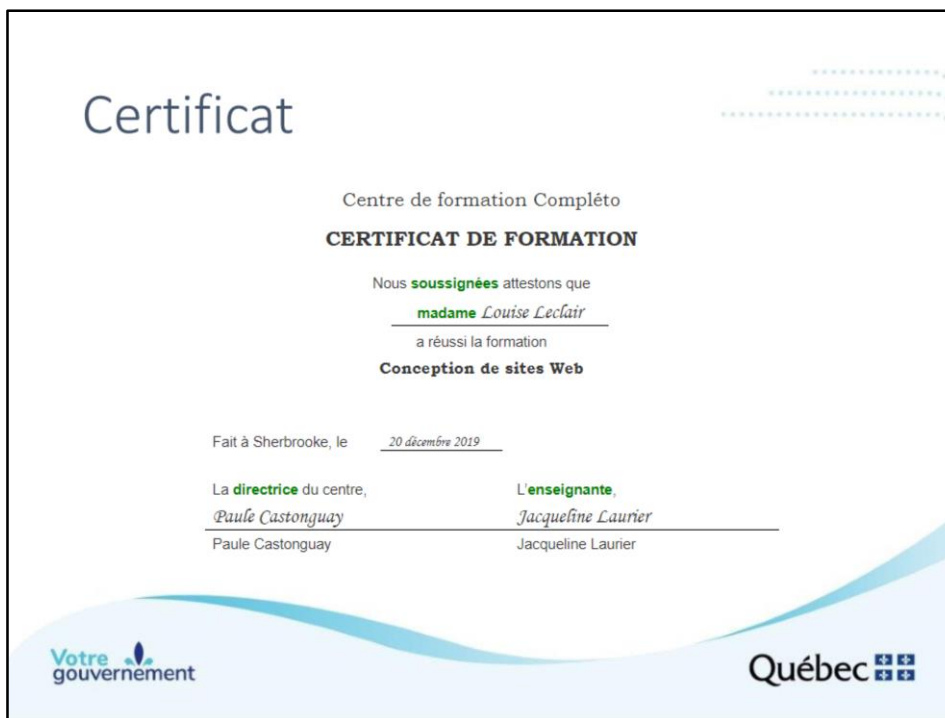 Certificat
Centre de formation Compléto
CERTIFICAT DE FORMATION
Nous soussignées attestons que
madame Louise Leclair
a réussi la formation
Conception de sites Web
Fait à Sherbrooke, le 20 décembre 2019
La directrice du centre, L'enseignante,
Paule Castonguay Jacqueline Laurier
Paule Castonguay Jacqueline Laurier
Votre
gouvernement
Québec